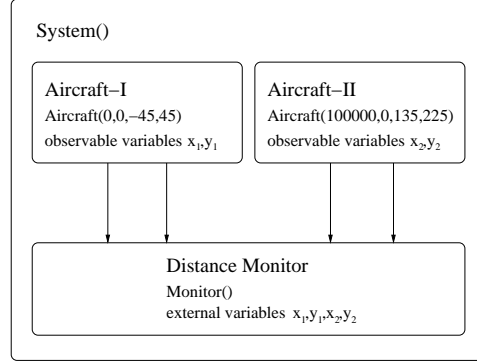 System()
Aircraft−I
Aircraft(0,0,−45,45)
observable variables x₁,y₁
Aircraft−II
Aircraft(100000,0,135,225)
observable variables x₂,y₂
Distance Monitor
Monitor()
external variables x₁,y₁,x₂,y₂